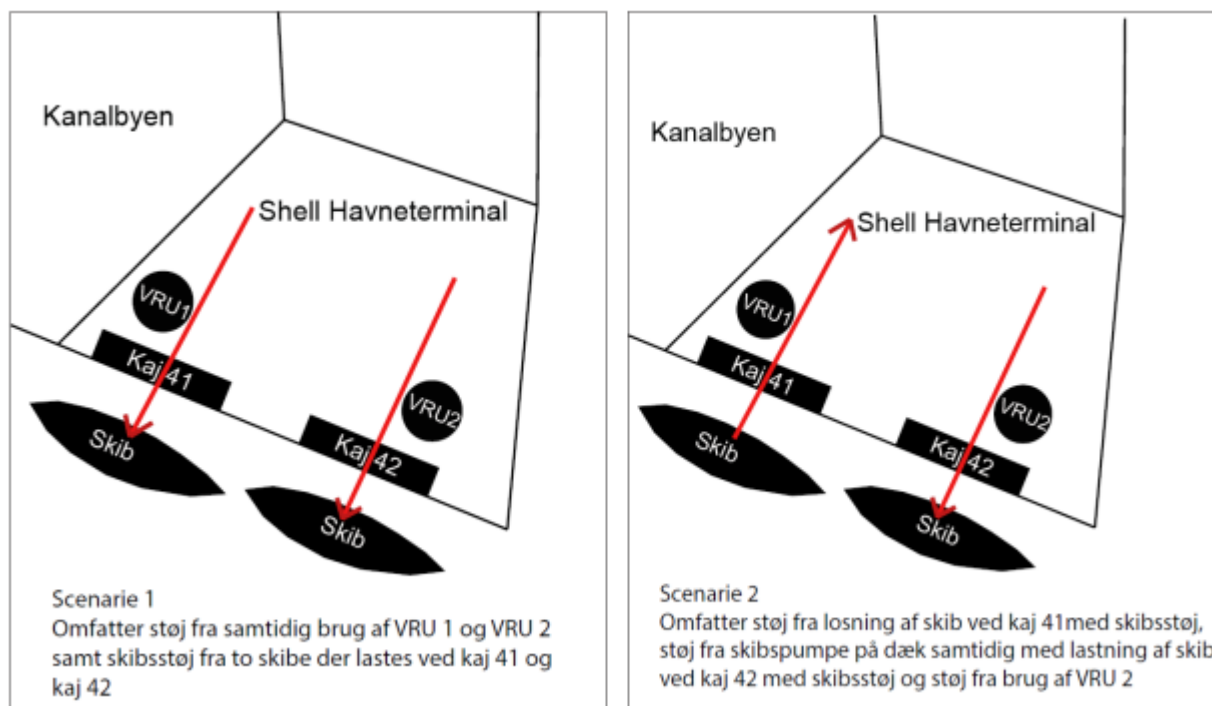 Kanalbyen
Shell Havneterminal
VRU1
Kaj 41
Skib
VRU2
Kaj 42
Skib
Scenarie 1
Omfatter støj fra samtidig brug af VRU 1 og VRU 2
samt skibsstøj fra to skibe der lastes ved kaj 41 og
kaj 42
Kanalbyen
Shell Havneterminal
VRU1
Kaj 41
Skib
VRU2
Kaj 42
Skib
Scenarie 2
Omfatter støj fra losning af skib ved kaj 41med skibsstøj,
støj fra skibspumpe på dæk samtidig med lastning af skib
ved kaj 42 med skibsstøj og støj fra brug af VRU 2